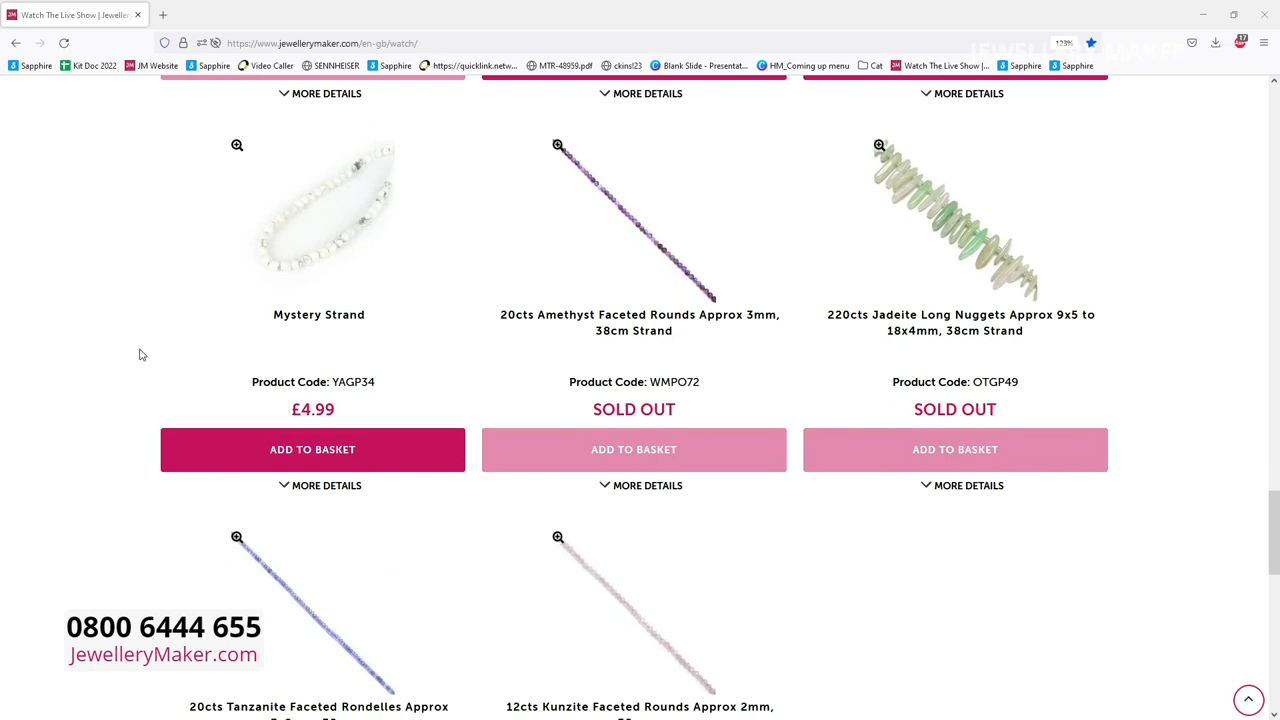 Watch The Live Show | Jeweller
https://www.jewellerymaker.com/en-gb/watch/
123%
17
JEWELLERY MAKER
Sapphire Kit Doc 2022 JM Website Sapphire Video Caller SENNHEISER Sapphire https://quicklink.netw... MTR-48959.pdf ckins!23 Blank Slide - Presentat... HM_Coming up menu Cat Watch The Live Show |... Sapphire Sapphire
MORE DETAILS MORE DETAILS MORE DETAILS
Mystery Strand
Product Code: YAGP34
£4.99
ADD TO BASKET
MORE DETAILS
20cts Amethyst Faceted Rounds Approx 3mm,
38cm Strand
Product Code: WMPO72
SOLD OUT
ADD TO BASKET
MORE DETAILS
220cts Jadeite Long Nuggets Approx 9x5 to
18x4mm, 38cm Strand
Product Code: OTGP49
SOLD OUT
ADD TO BASKET
MORE DETAILS
0800 6444 655
JewelleryMaker.com
20cts Tanzanite Faceted Rondelles Approx
12cts Kunzite Faceted Rounds Approx 2mm,